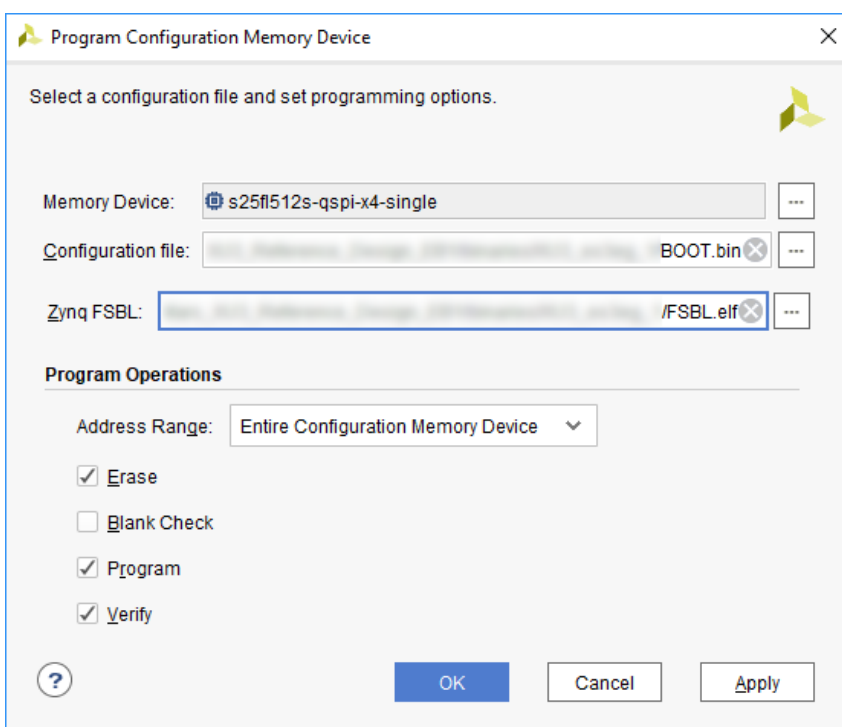 Program Configuration Memory Device
Select a configuration file and set programming options.
Memory Device: s25fl512s-qspi-x4-single ...
Configuration file: BOOT.bin ...
Zynq FSBL: /FSBL.elf ...
Program Operations
Address Range: Entire Configuration Memory Device
Erase
Blank Check
Program
Verify
? OK Cancel Apply